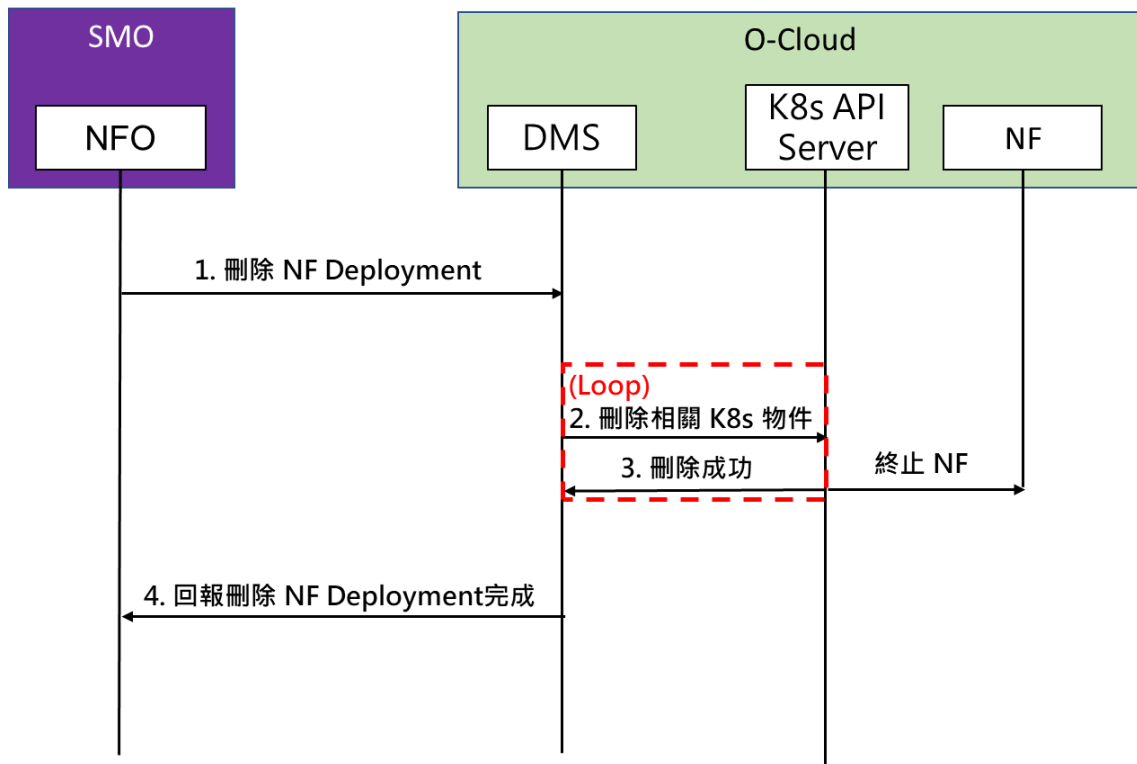 SMO
O-Cloud
NFO
DMS
K8s API
Server
NF
1. 刪除 NF Deployment
(Loop)
2. 刪除相關 K8s 物件
3. 刪除成功
終止 NF
4. 回報刪除 NF Deployment完成